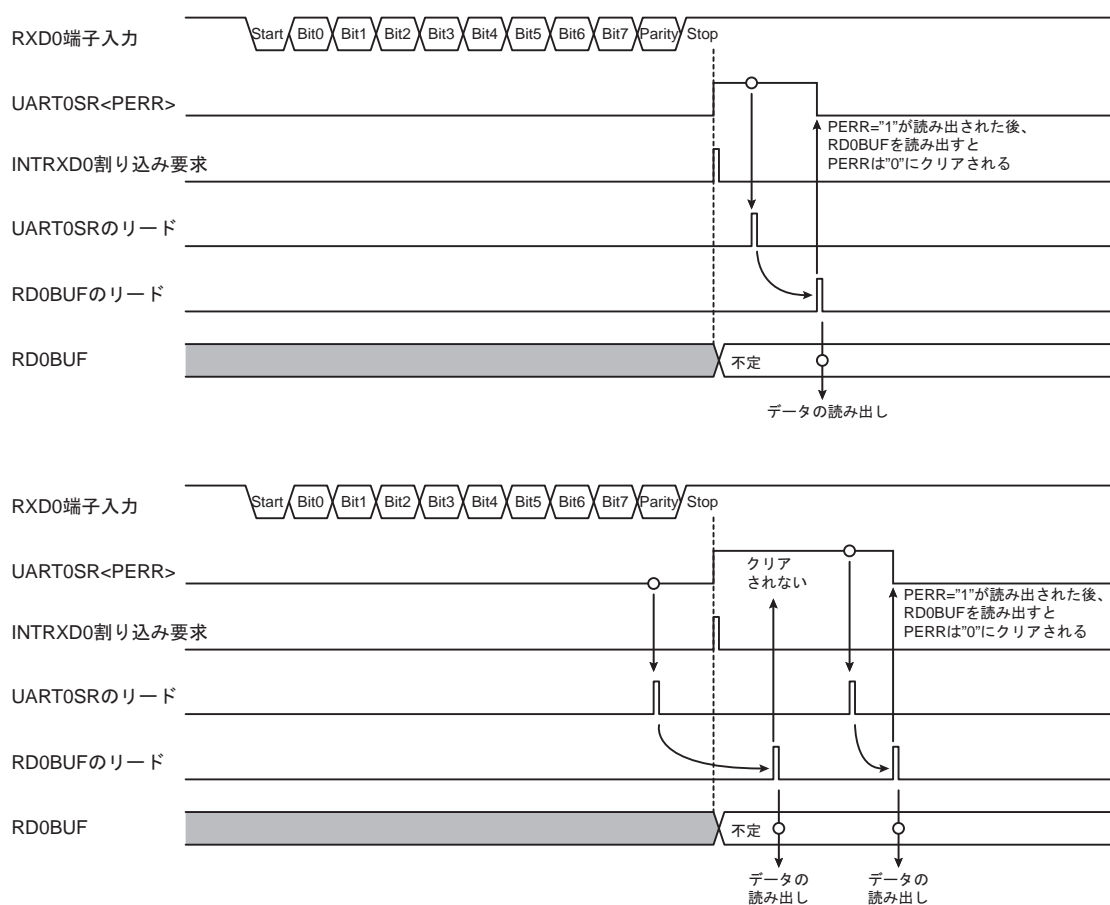 RXD0端子入力
Start Bit0 Bit1 Bit2 Bit3 Bit4 Bit5 Bit6 Bit7 Parity Stop
UART0SR<PERR>
PERR=”1”が読み出された後、
RD0BUFを読み出すと
PERRは”0”にクリアされる
INTRXD0割り込み要求
UART0SRのリード
RD0BUFのリード
RD0BUF
不定
データの読み出し
RXD0端子入力
Start Bit0 Bit1 Bit2 Bit3 Bit4 Bit5 Bit6 Bit7 Parity Stop
UART0SR<PERR>
クリア
されない
PERR=”1”が読み出された後、
RD0BUFを読み出すと
PERRは”0”にクリアされる
INTRXD0割り込み要求
UART0SRのリード
RD0BUFのリード
RD0BUF
不定
データの
読み出し
データの
読み出し